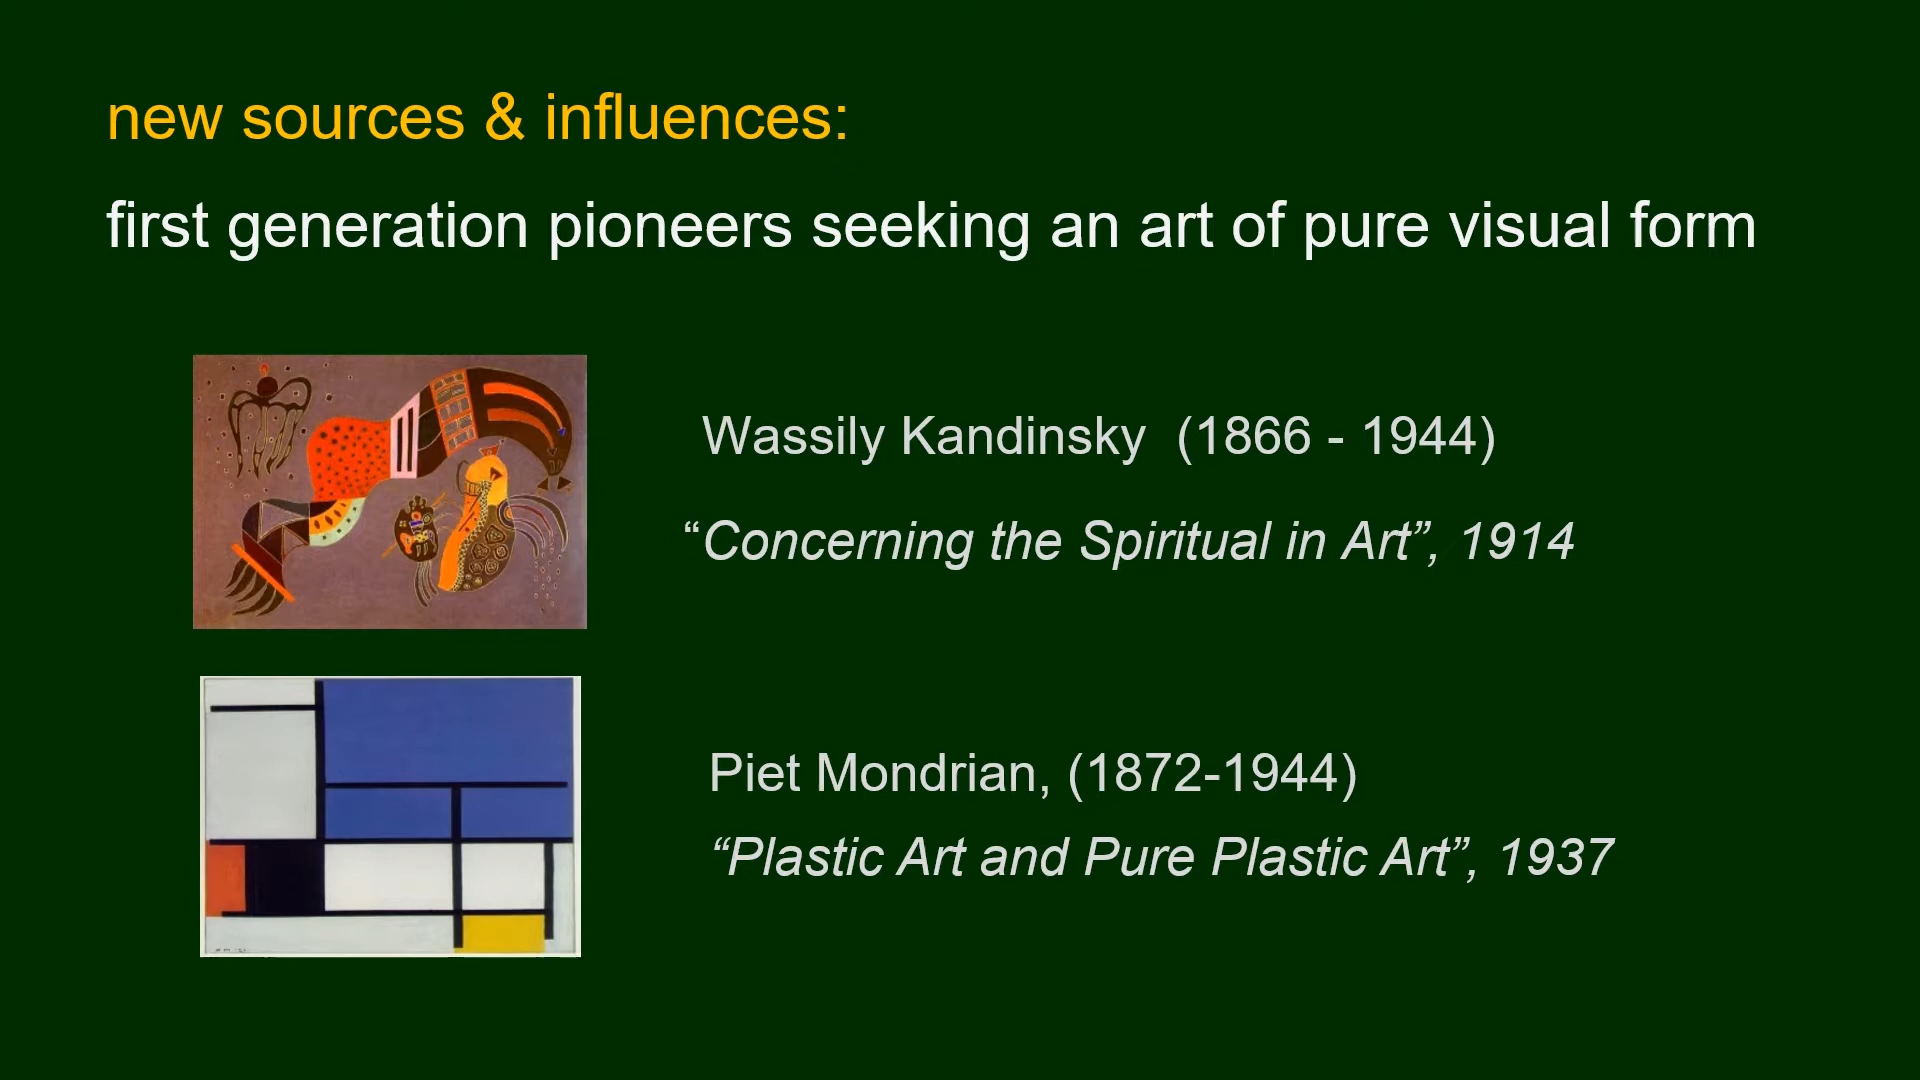 new sources & influences:
first generation pioneers seeking an art of pure visual form
Wassily Kandinsky  (1866 - 1944)
“Concerning the Spiritual in Art”, 1914
Piet Mondrian, (1872-1944)
“Plastic Art and Pure Plastic Art”, 1937